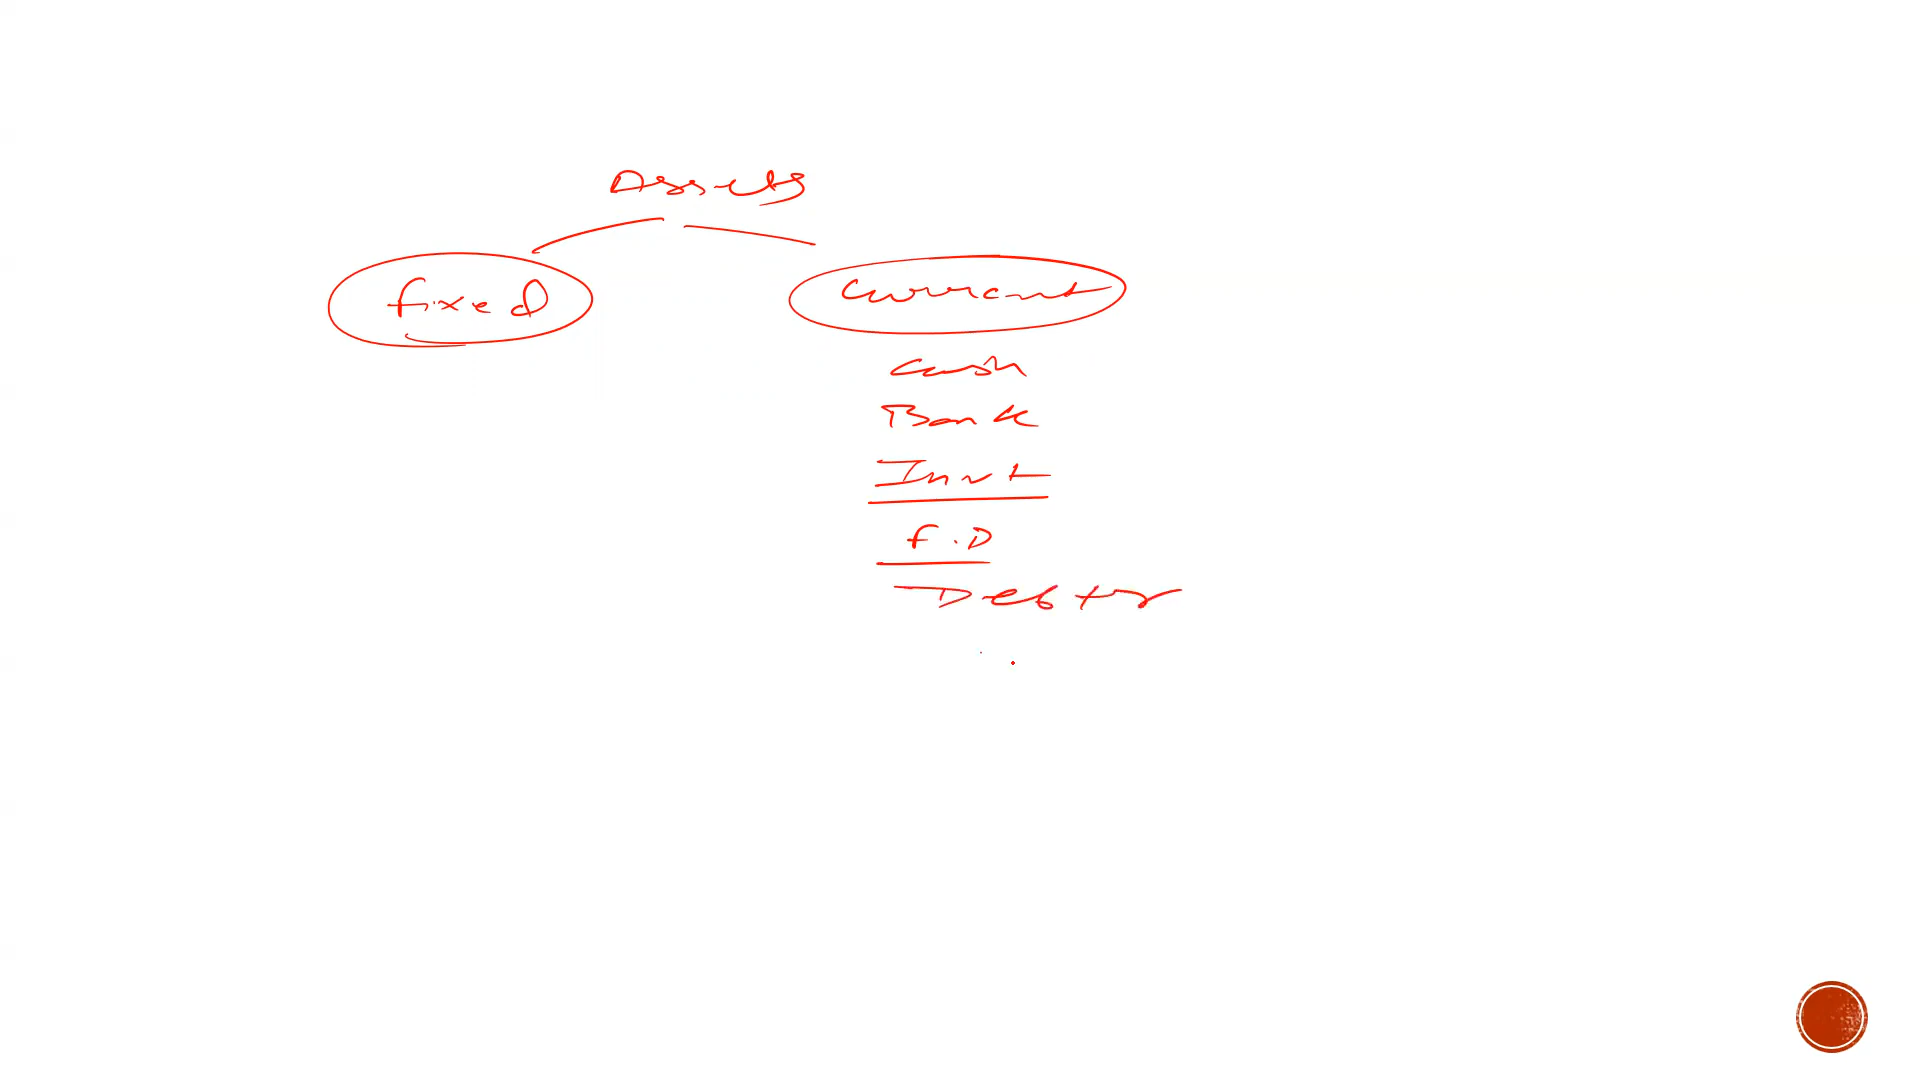 Assets
fixed current
Cash
Bank
Invt
F.D
Debtor